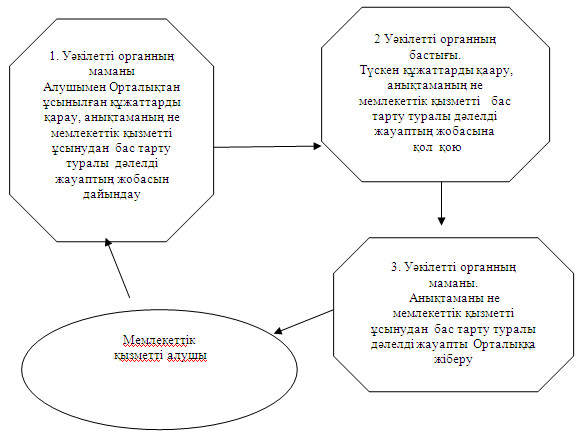 1. Уәкілетті органның
маманы
Алушымен Орталықтан
ұсынылған құжаттарды
қарау, анықтаманың не
мемлекеттік қызметті
ұсынудан бас тарту
туралы дәлелді
жауаптың жобасын
дайындау
2 Уәкілетті органның
бастығы.
Түскен құжаттарды қаару,
анықтаманың не
мемлекеттік қызметті бас
тарту туралы дәлелді
жауаптың жобасына
қол қою
3. Уәкілетті органның
маманы.
Анықтаманы не
мемлекеттік қызметті
ұсынудан бас тарту туралы
дәлелді жауапты Орталыққа
жіберу
Мемлекеттік
қызметті алушы